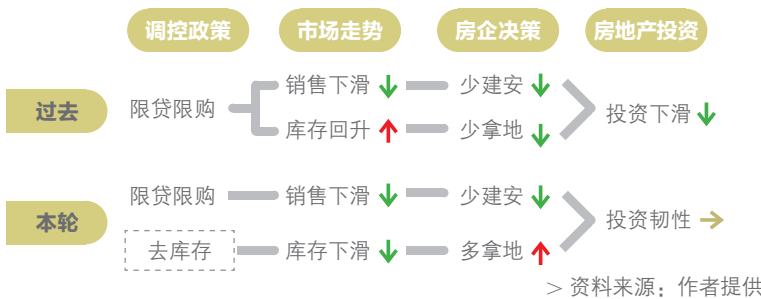 调控政策 市场走势 房企决策 房地产投资
销售下滑 少建安
过去 限贷限购 投资下滑
库存回升 少拿地
限贷限购 销售下滑 少建安
本轮 投资韧性
去库存 库存下滑 多拿地
> 资料来源：作者提供